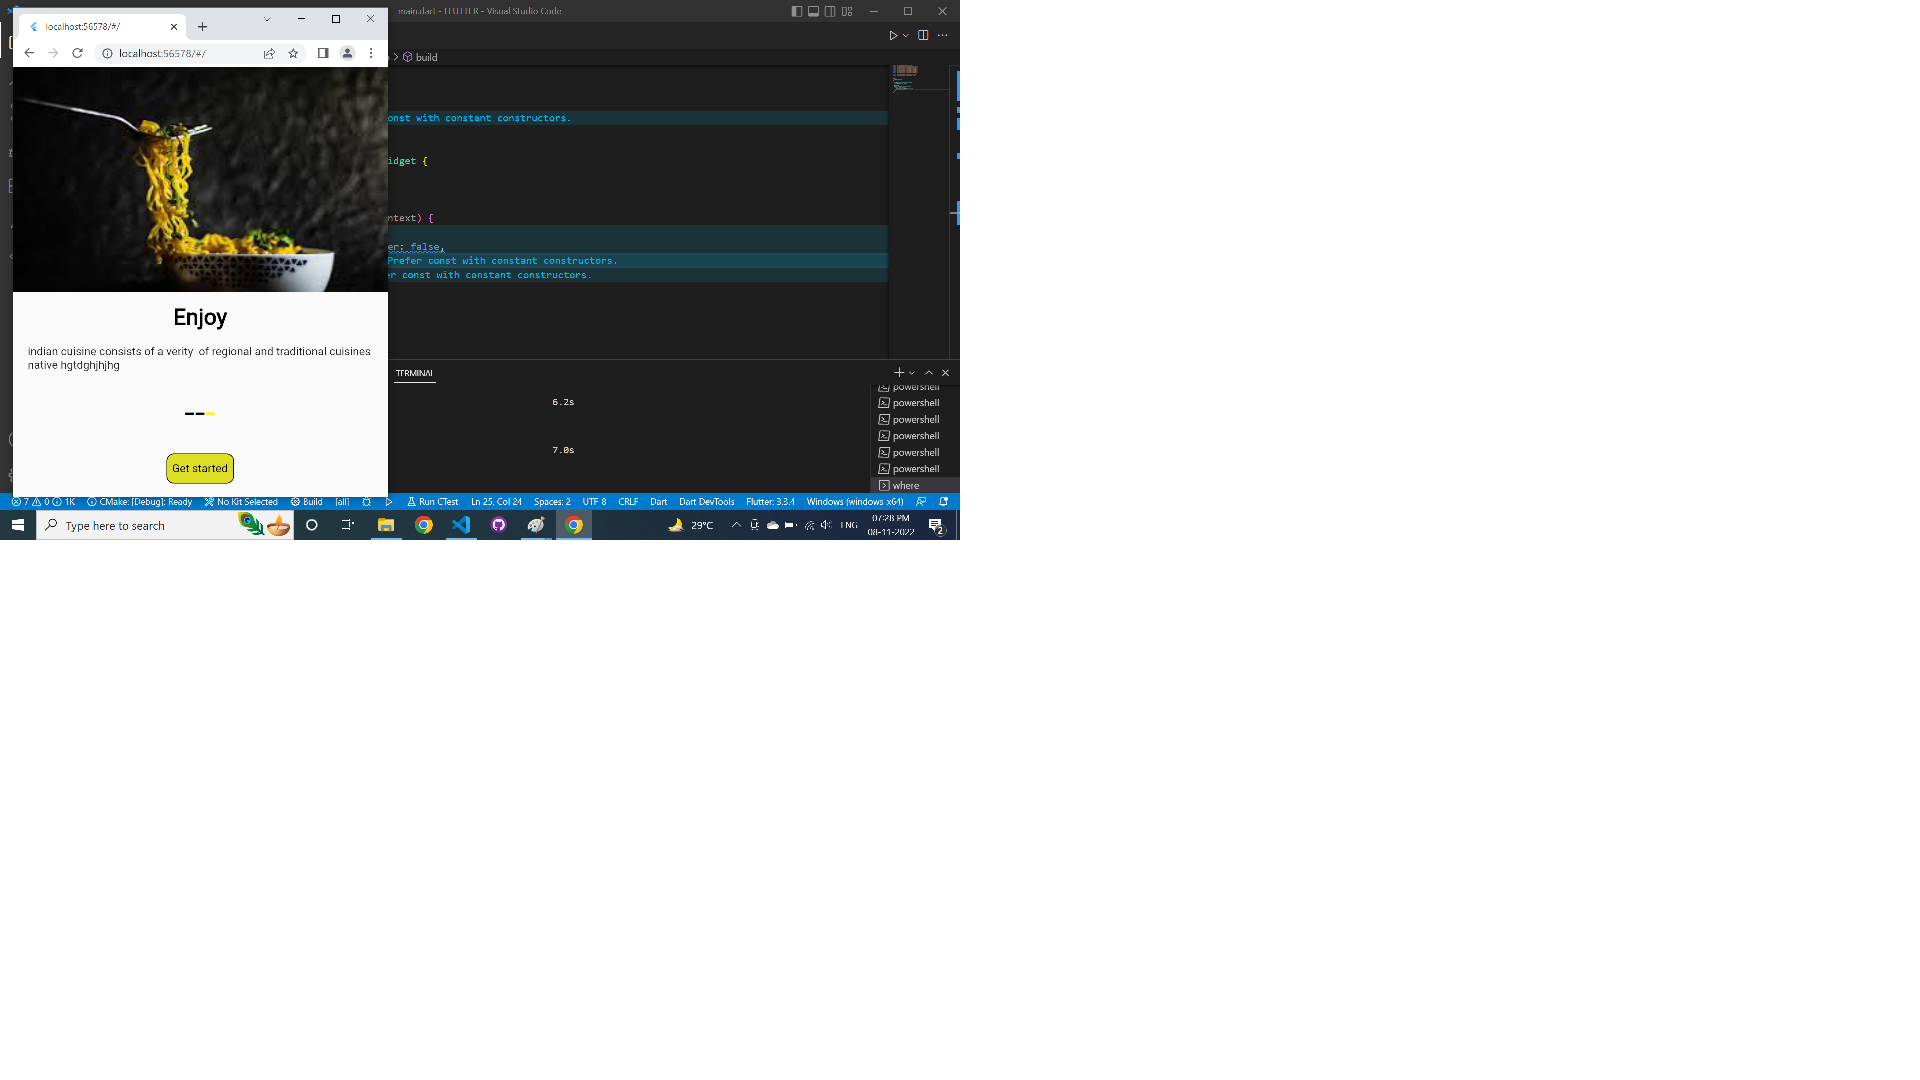 localhost:56578/#/
main.dart - FLUTTER - Visual Studio Code
localhost:56578/#/
build
onst with constant constructors.
idget {
ntext) {
er: false,
Prefer const with constant constructors.
er const with constant constructors.
Enjoy
indian cuisine consists of a verity of regional and traditional cuisines
native hgtdghjhjhg
Get started
TERMINAL
6.2s
7.0s
powershell
powershell
powershell
powershell
powershell
powershell
where
7 0 1K CMake: [Debug]: Ready No Kit Selected Build [all] Run CTest Ln 25, Col 24 Spaces: 2 UTF-8 CRLF Dart Dart DevTools Flutter: 3.3.4 Windows (windows-x64)
Type here to search
29°C
ENG
07:28 PM
08-11-2022
2